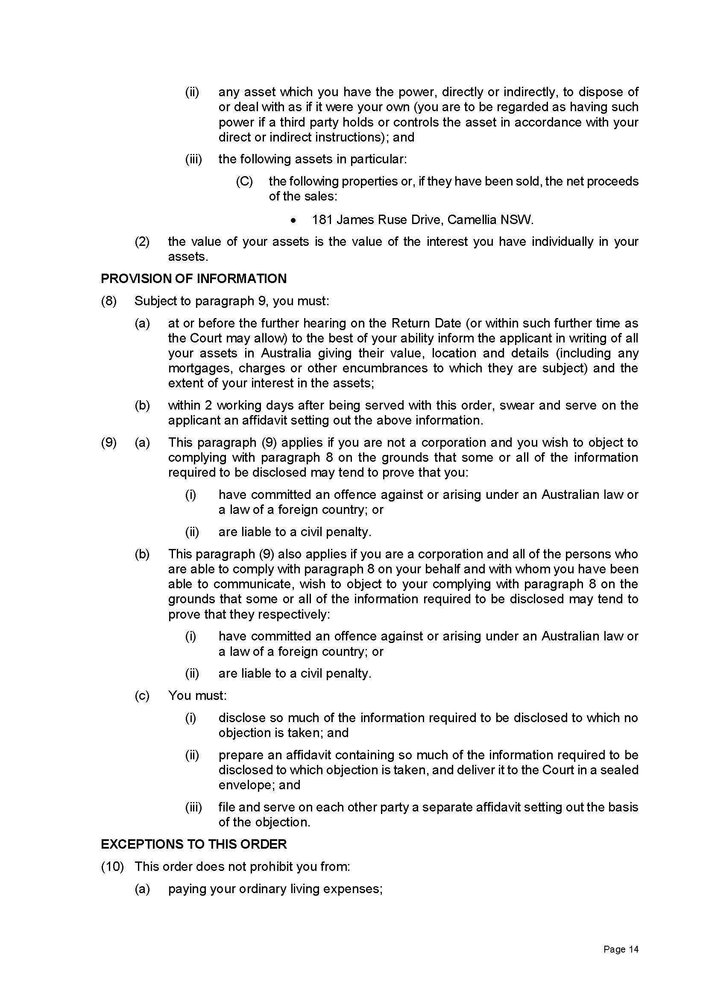 (ii) any asset which you have the power, directly or indirectly, to dispose of
or deal with as if it were your own (you are to be regarded as having such
power if a third party holds or controls the asset in accordance with your
direct or indirect instructions); and
(iii) the following assets in particular:
(C) the following properties or, if they have been sold, the net proceeds
of the sales:
• 181 James Ruse Drive, Camellia NSW.
(2) the value of your assets is the value of the interest you have individually in your
assets.
PROVISION OF INFORMATION
(8) Subject to paragraph 9, you must:
(a) at or before the further hearing on the Return Date (or within such further time as
the Court may allow) to the best of your ability inform the applicant in writing of all
your assets in Australia giving their value, location and details (including any
mortgages, charges or other encumbrances to which they are subject) and the
extent of your interest in the assets;
(b) within 2 working days after being served with this order, swear and serve on the
applicant an affidavit setting out the above information.
(9) (a) This paragraph (9) applies if you are not a corporation and you wish to object to
complying with paragraph 8 on the grounds that some or all of the information
required to be disclosed may tend to prove that you:
(i) have committed an offence against or arising under an Australian law or
a law of a foreign country; or
(ii) are liable to a civil penalty.
(b) This paragraph (9) also applies if you are a corporation and all of the persons who
are able to comply with paragraph 8 on your behalf and with whom you have been
able to communicate, wish to object to your complying with paragraph 8 on the
grounds that some or all of the information required to be disclosed may tend to
prove that they respectively:
(i) have committed an offence against or arising under an Australian law or
a law of a foreign country; or
(ii) are liable to a civil penalty.
(c) You must:
(i) disclose so much of the information required to be disclosed to which no
objection is taken; and
(ii) prepare an affidavit containing so much of the information required to be
disclosed to which objection is taken, and deliver it to the Court in a sealed
envelope; and
(iii) file and serve on each other party a separate affidavit setting out the basis
of the objection.
EXCEPTIONS TO THIS ORDER
(10) This order does not prohibit you from:
(a) paying your ordinary living expenses;
Page 14